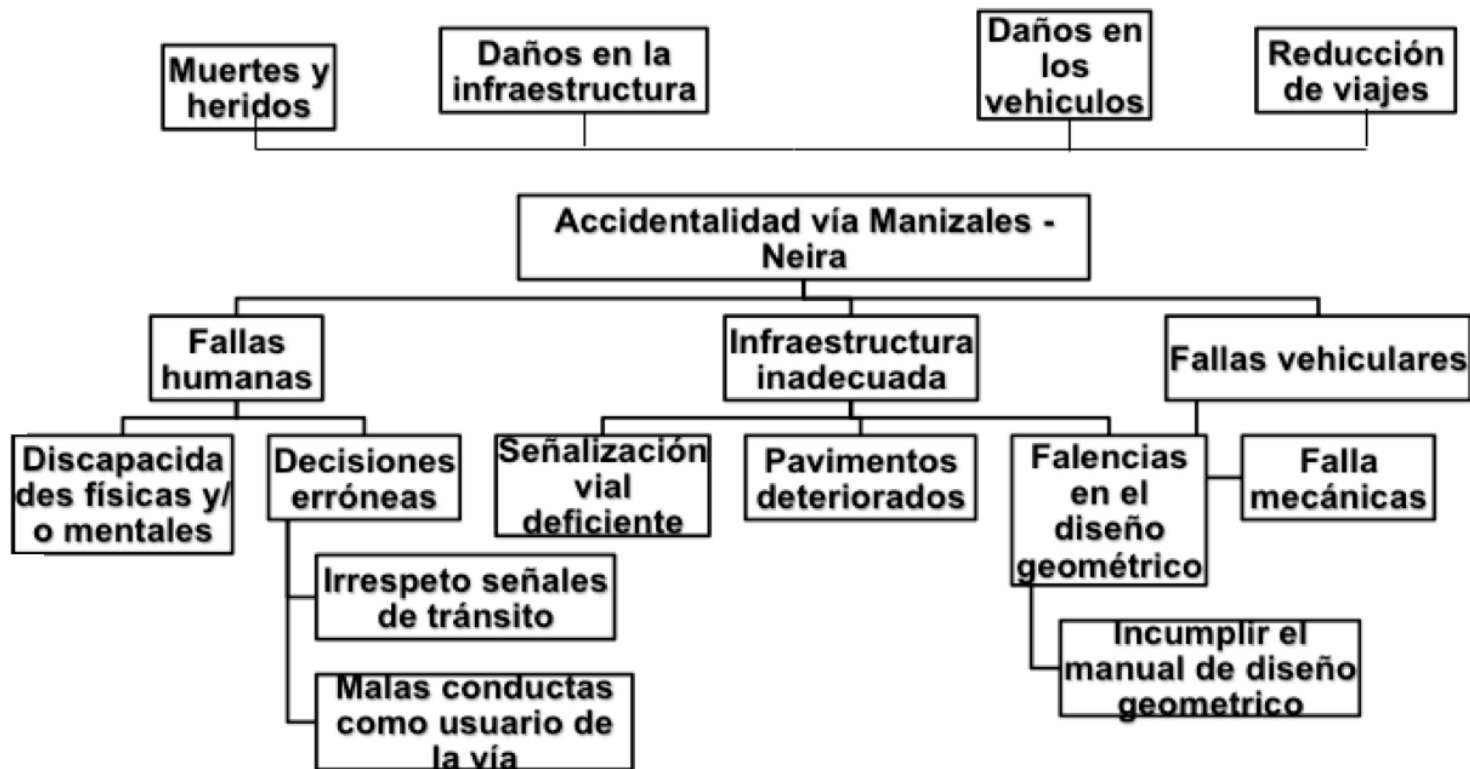 Muertes y
heridos
Daños en la
infraestructura
Daños en
los
vehiculos
Reducción
de viajes
Accidentalidad vía Manizales -
Neira
Fallas
humanas
Infraestructura
inadecuada
Fallas vehiculares
Discapacida
des físicas y/
o mentales
Decisiones
erróneas
Señalización
vial
deficiente
Pavimentos
deteriorados
Falencias
en el
diseño
geométrico
Falla
mecánicas
Irrespeto señales
de tránsito
Malas conductas
como usuario de
la vía
Incumplir el
manual de diseño
geometrico